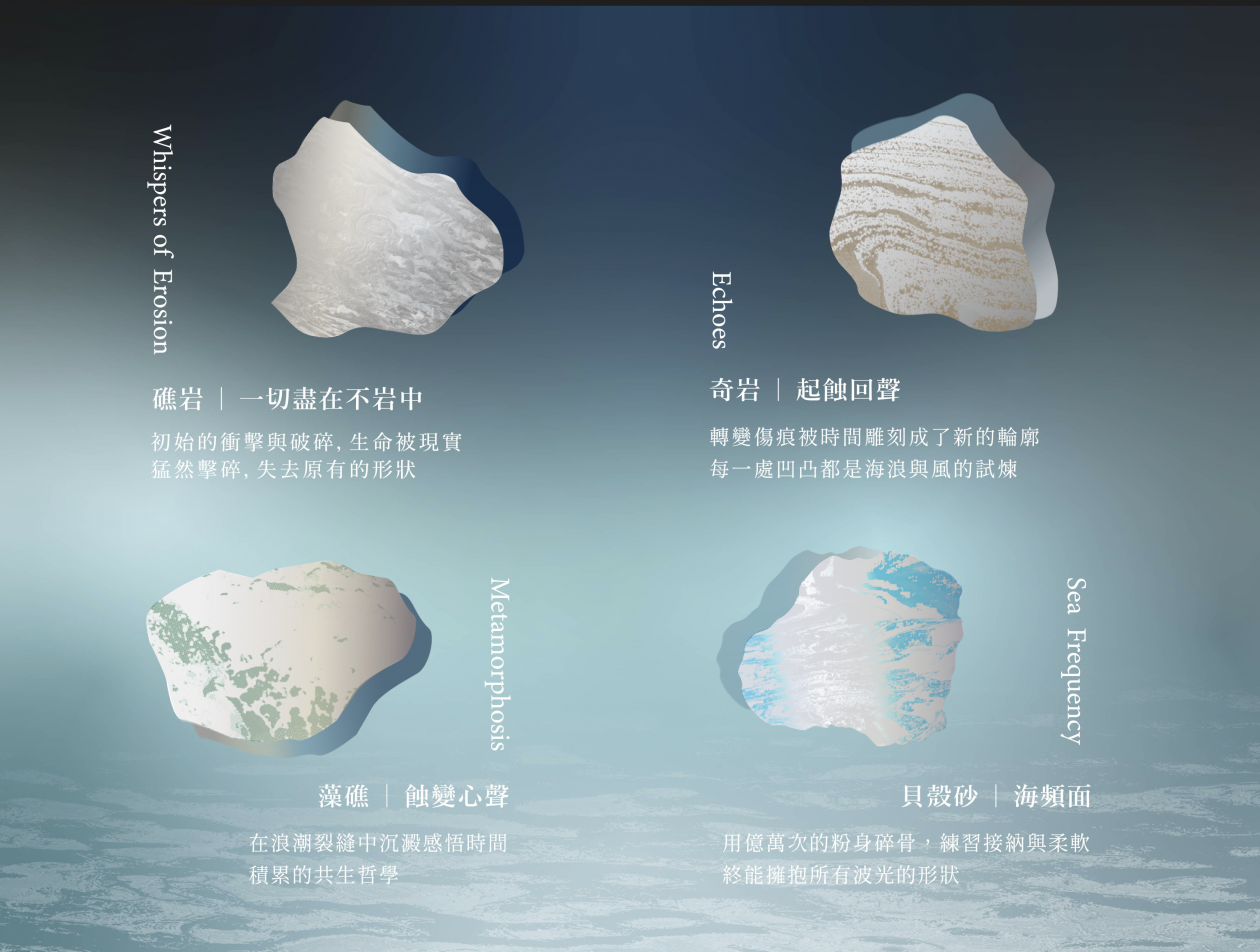 Whispers of Erosion
礁岩｜一切盡在不岩中
初始的衝擊與破碎, 生命被現實
猛然擊碎, 失去原有的形狀
Echoes
奇岩｜起蝕回聲
轉變傷痕被時間雕刻成了新的輪廓
每一處凹凸都是海浪與風的試煉
Metamorphosis
藻礁｜蝕變心聲
在浪潮裂縫中沉澱感悟時間
積累的共生哲學
Sea Frequency
貝殼砂｜海頻面
用億萬次的粉身碎骨，練習接納與柔軟
終能擁抱所有波光的形狀